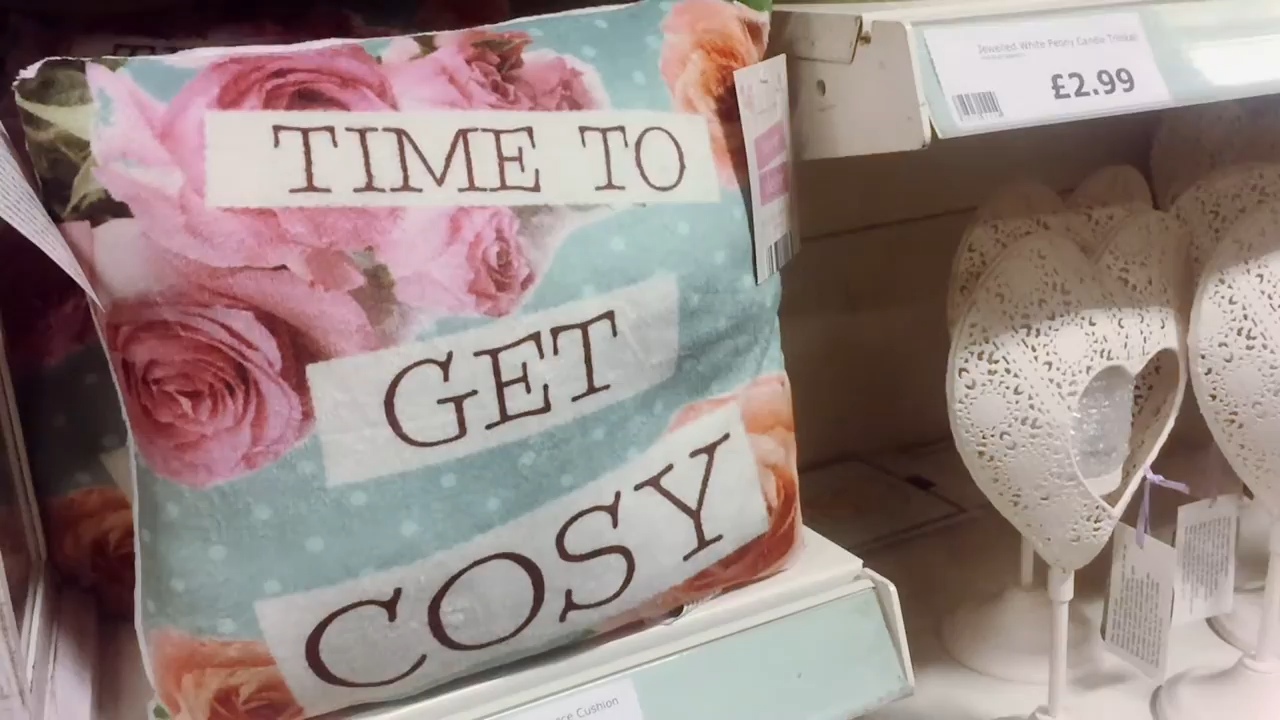 TIME TO
GET
COSY
Jewelled White Peony Candle Trinket
£2.99
Cushion